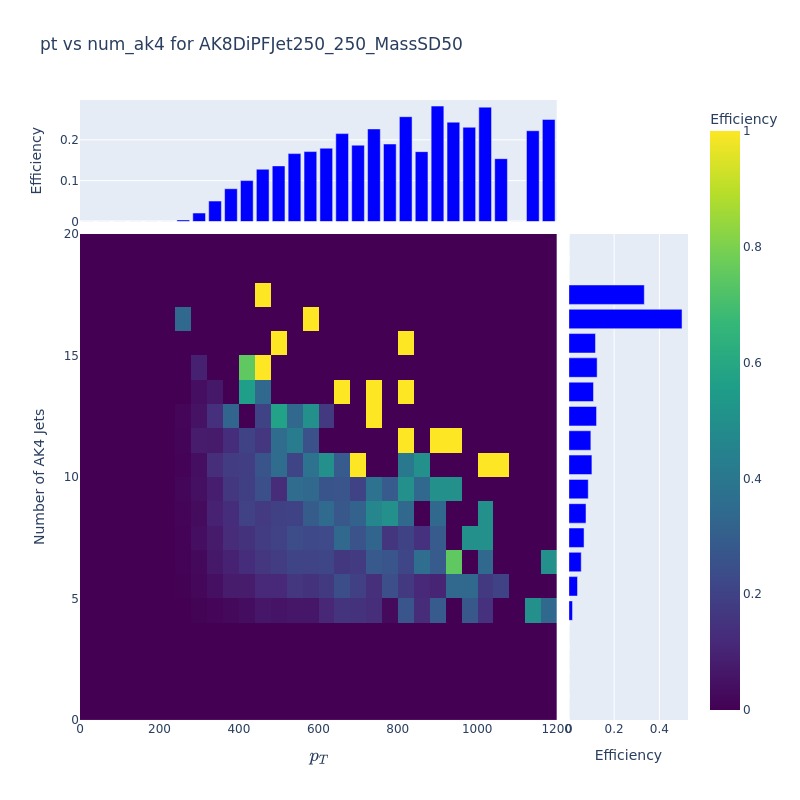 pt vs num_ak4 for AK8DiPFJet250_250_MassSD50
Efficiency
0.2
0.1
0
Efficiency
1
0.8
0.6
0.4
0.2
0
Number of AK4 Jets
20
15
10
5
0
0 200 400 600 800 1000 1200
p_T
0 0.2 0.4
Efficiency